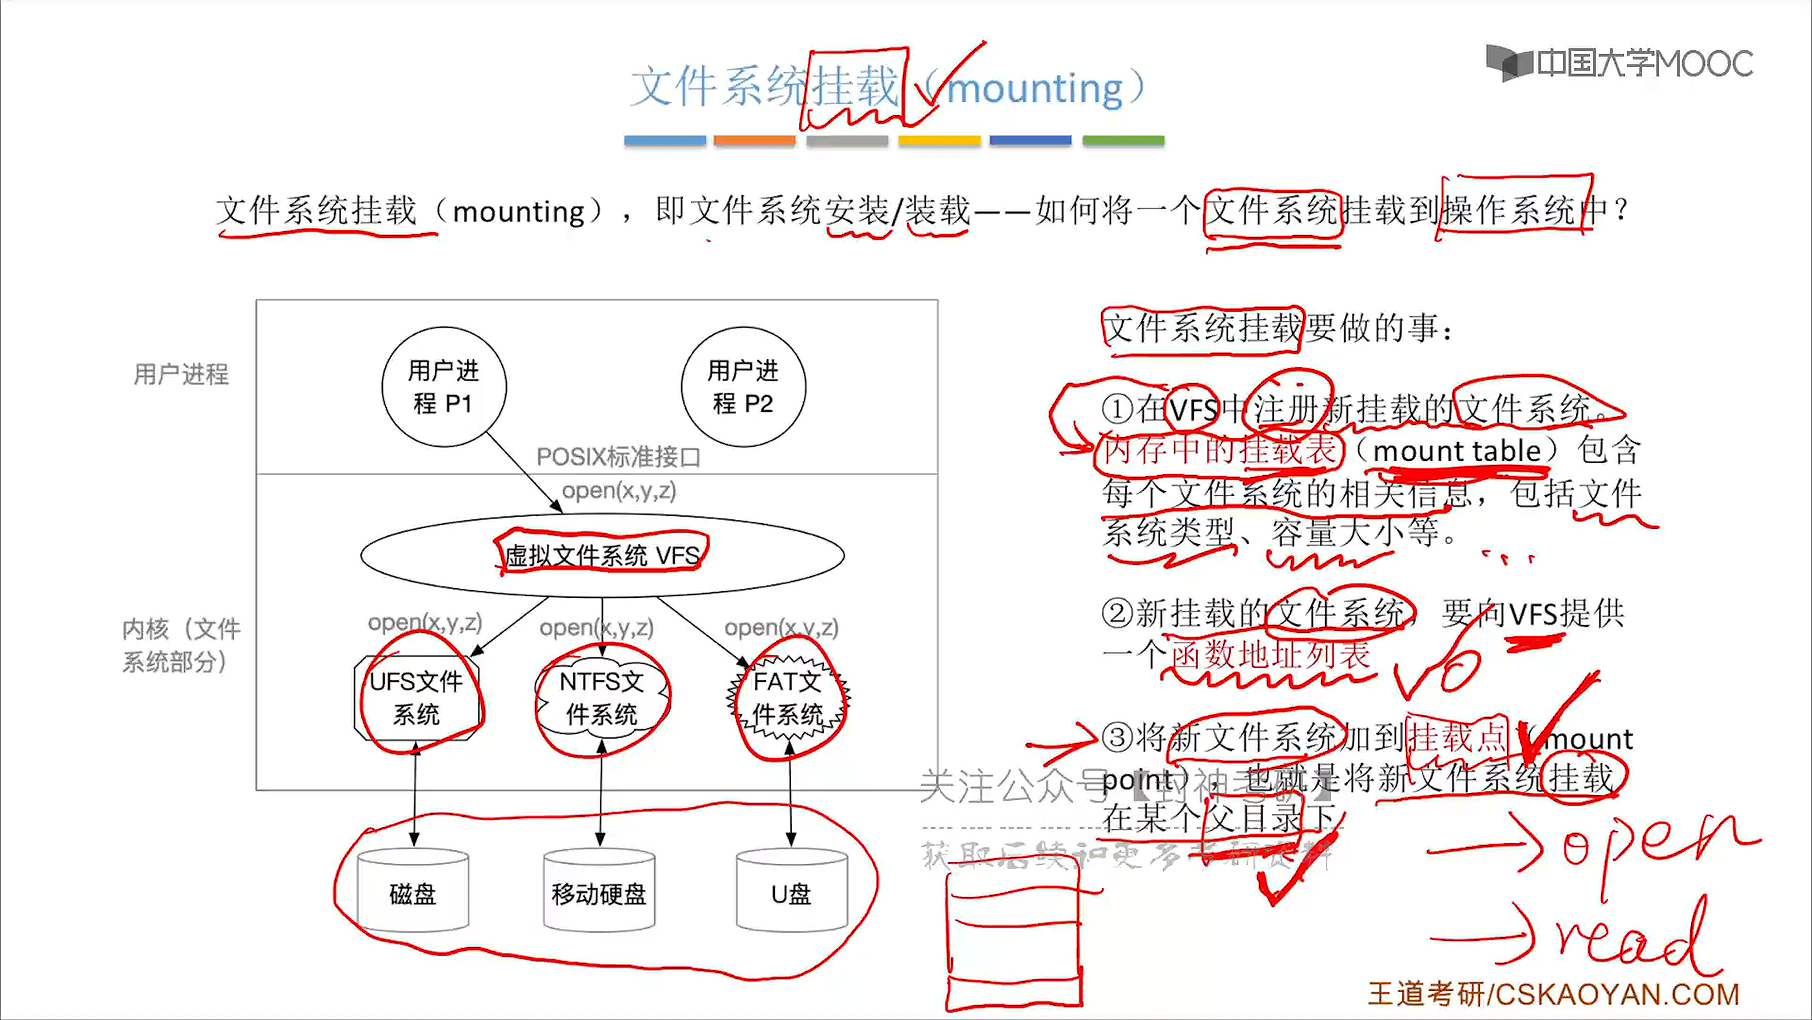 中国大学MOOC
文件系统挂载（mounting）
文件系统挂载（mounting），即文件系统安装/装载——如何将一个文件系统挂载到操作系统中？
用户进程
用户进
程 P1
用户进
程 P2
POSIX标准接口
open(x,y,z)
虚拟文件系统 VFS
内核（文件
系统部分）
open(x,y,z)
open(x,y,z)
open(x,y,z)
UFS文件
系统
NTFS文
件系统
FAT文
件系统
磁盘
移动硬盘
U盘
文件系统挂载要做的事：
①在VFS中注册新挂载的文件系统。
内存中的挂载表（mount table）包含
每个文件系统的相关信息，包括文件
系统类型、容量大小等。
②新挂载的文件系统，要向VFS提供
一个函数地址列表
③将新文件系统加到挂载点（mount
point），也就是将新文件系统挂载
在某个父目录下
关注公众号【封神考研】
获取后续和更多考研资料
open
read
王道考研/CSKAOYAN.COM